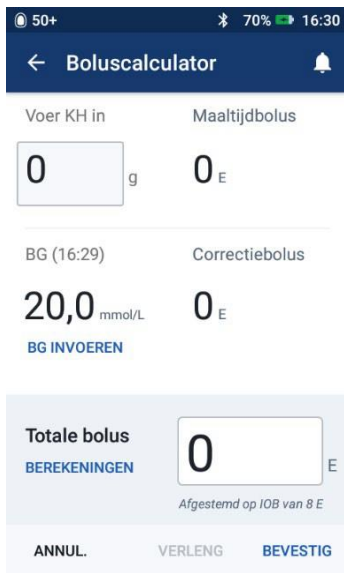 50+ 70% 16:30
Boluscalculator
Voer KH in Maaltijdbolus
0 g 0 E
BG (16:29) Correctiebolus
20,0 mmol/L 0 E
BG INVOEREN
Totale bolus
BEREKENINGEN
0 E
Afgestemd op IOB van 8 E
ANNUL. VERLENG BEVESTIG